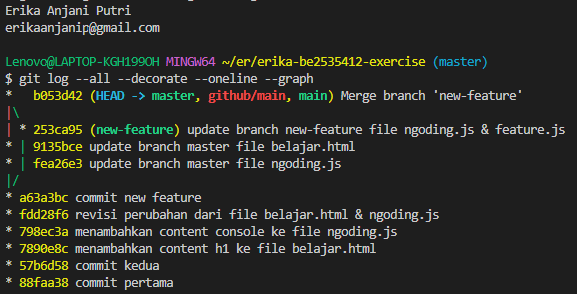 Erika Anjani Putri
erikaanjanip@gmail.com
Lenovo@LAPTOP-KGH199OH MINGW64 ~/er/erika-be2535412-exercise (master)
$ git log --all --decorate --oneline --graph
*   b053d42 (HEAD -> master, github/main, main) Merge branch 'new-feature'
|\
| * 253ca95 (new-feature) update branch new-feature file ngoding.js & feature.js
* | 9135bce update branch master file belajar.html
* | fea26e3 update branch master file ngoding.js
|/
* a63a3bc commit new feature
* fdd28f6 revisi perubahan dari file belajar.html & ngoding.js
* 798ec3a menambahkan content console ke file ngoding.js
* 7890e8c menambahkan content h1 ke file belajar.html
* 57b6d58 commit kedua
* 88faa38 commit pertama